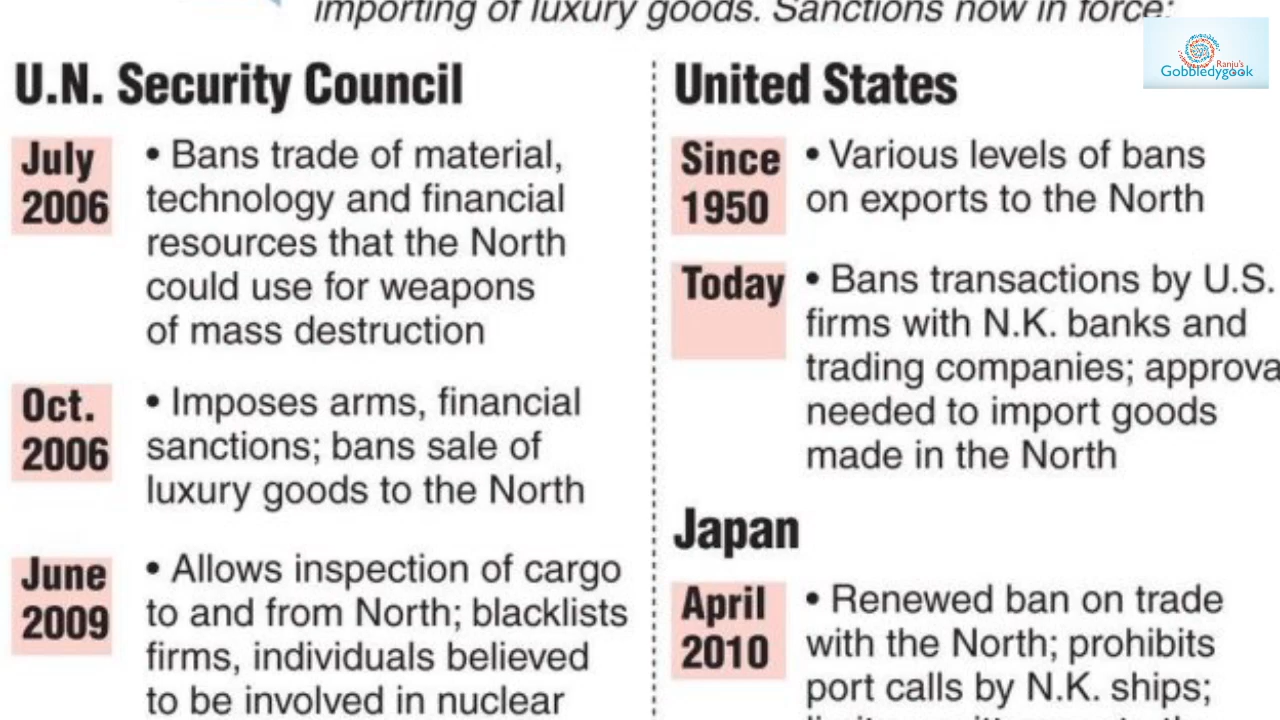 importing of luxury goods. Sanctions now in force:
Ranju's
Gobbledygook
U.N. Security Council
July
2006
• Bans trade of material,
technology and financial
resources that the North
could use for weapons
of mass destruction
Oct.
2006
• Imposes arms, financial
sanctions; bans sale of
luxury goods to the North
June
2009
• Allows inspection of cargo
to and from North; blacklists
firms, individuals believed
to be involved in nuclear
United States
Since
1950
• Various levels of bans
on exports to the North
Today
• Bans transactions by U.S.
firms with N.K. banks and
trading companies; approva
needed to import goods
made in the North
Japan
April
2010
• Renewed ban on trade
with the North; prohibits
port calls by N.K. ships;